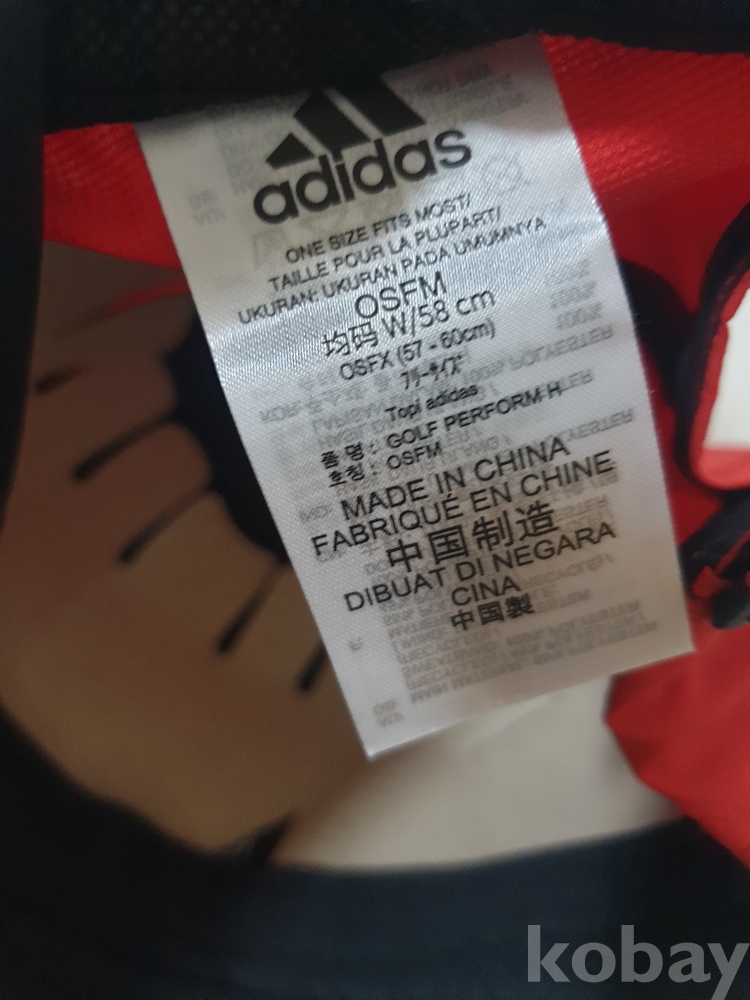 adidas
ONE SIZE FITS MOST/
TAILLE POUR LA PLUPART/
UKURAN: UKURAN PADA UMUMNYA
OSFM
均码 W/58 cm
OSFX (57 - 60cm)
フリーサイズ
Topi adidas
품 명 : GOLF PERFORM-H
호칭 : OSFM
MADE IN CHINA
FABRIQUÉ EN CHINE
中国制造
DIBUAT DI NEGARA
CINA
中国製
kobay